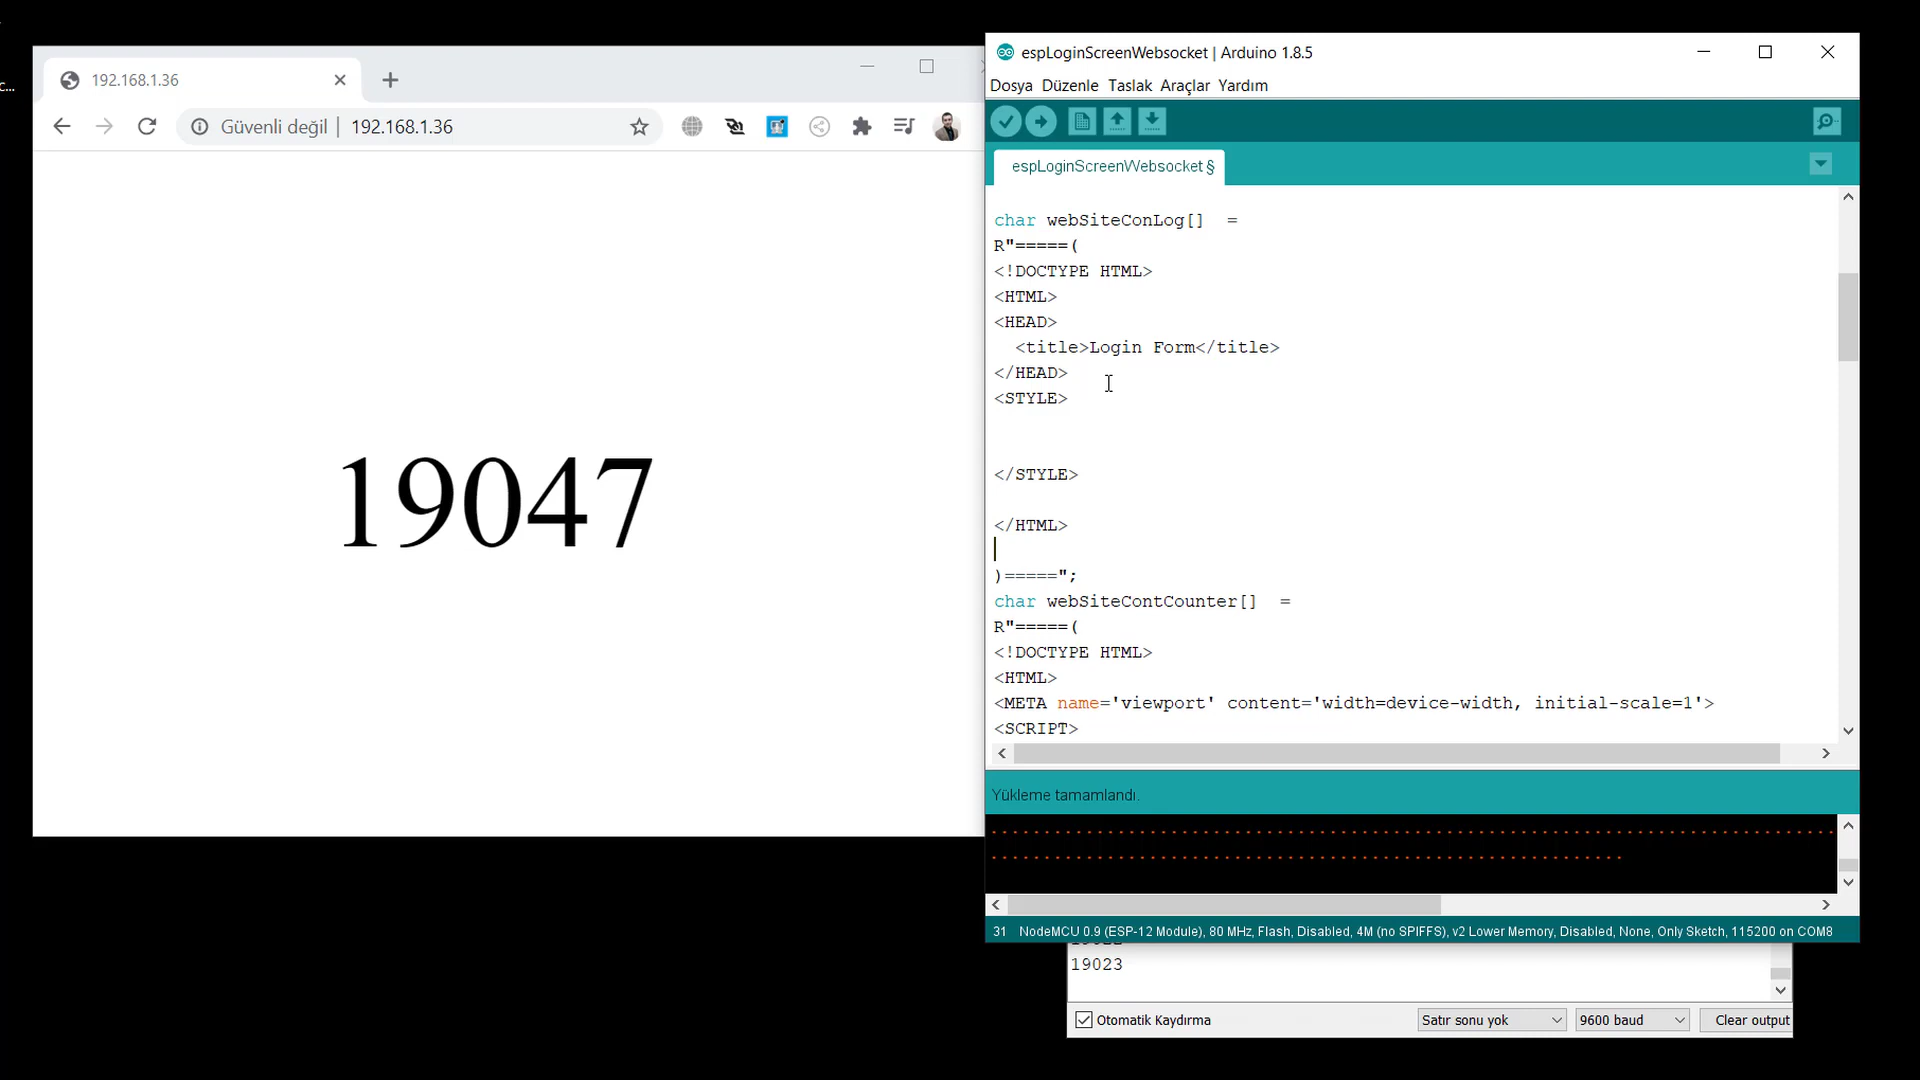 c...
192.168.1.36
Güvenli değil | 192.168.1.36
19047
espLoginScreenWebsocket | Arduino 1.8.5
Dosya Düzenle Taslak Araçlar Yardım
espLoginScreenWebsocket §
char webSiteConLog[]  =
R"=====(
<!DOCTYPE HTML>
<HTML>
<HEAD>
  <title>Login Form</title>
</HEAD>
<STYLE>
</STYLE>
</HTML>
)=====";
char webSiteContCounter[]  =
R"=====(
<!DOCTYPE HTML>
<HTML>
<META name='viewport' content='width=device-width, initial-scale=1'>
<SCRIPT>
Yükleme tamamlandı.
31 NodeMCU 0.9 (ESP-12 Module), 80 MHz, Flash, Disabled, 4M (no SPIFFS), v2 Lower Memory, Disabled, None, Only Sketch, 115200 on COM8
19023
Otomatik Kaydırma
Satır sonu yok
9600 baud
Clear output